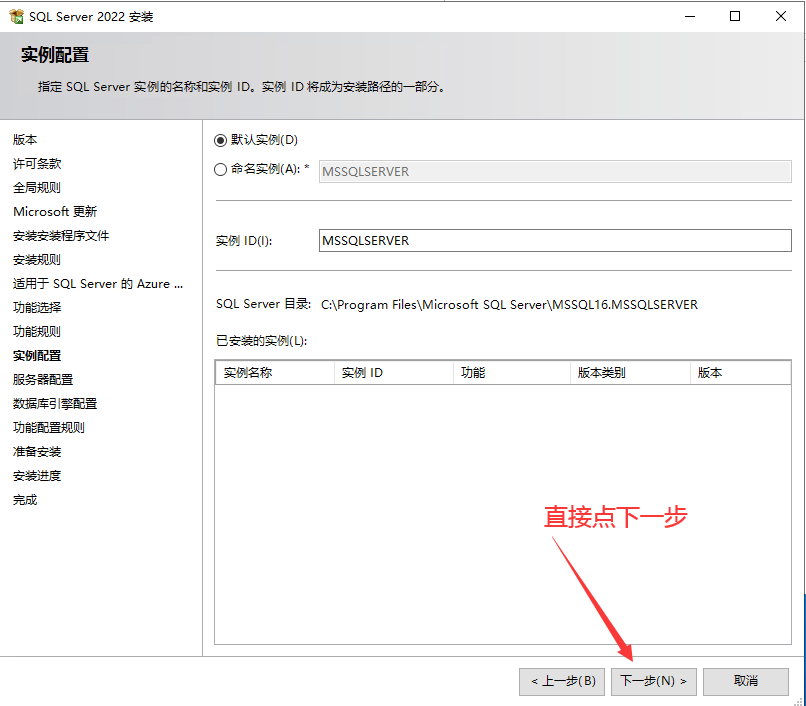 SQL Server 2022 安装
实例配置
指定 SQL Server 实例的名称和实例 ID。实例 ID 将成为安装路径的一部分。
版本
许可条款
全局规则
Microsoft 更新
安装安装程序文件
安装规则
适用于 SQL Server 的 Azure ...
功能选择
功能规则
实例配置
服务器配置
数据库引擎配置
功能配置规则
准备安装
安装进度
完成
默认实例(D)
命名实例(A): * MSSQLSERVER
实例 ID(I): MSSQLSERVER
SQL Server 目录: C:\Program Files\Microsoft SQL Server\MSSQL16.MSSQLSERVER
已安装的实例(L):
实例名称 实例 ID 功能 版本类别 版本
直接点下一步
< 上一步(B) 下一步(N) > 取消